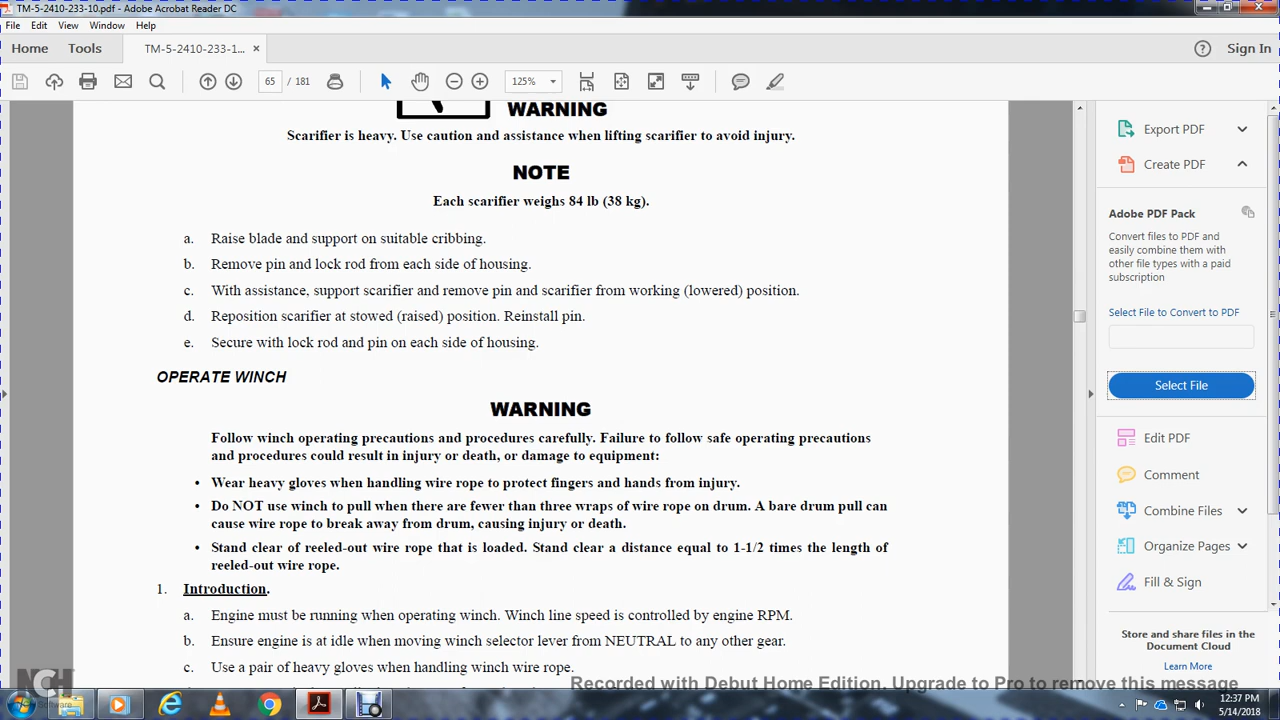 TM-5-2410-233-10.pdf - Adobe Acrobat Reader DC
File Edit View Window Help
Home Tools TM-5-2410-233-1... × Sign In
65 / 181 125%
WARNING
Scarifier is heavy. Use caution and assistance when lifting scarifier to avoid injury.
NOTE
Each scarifier weighs 84 lb (38 kg).
a. Raise blade and support on suitable cribbing.
b. Remove pin and lock rod from each side of housing.
c. With assistance, support scarifier and remove pin and scarifier from working (lowered) position.
d. Reposition scarifier at stowed (raised) position. Reinstall pin.
e. Secure with lock rod and pin on each side of housing.
OPERATE WINCH
WARNING
Follow winch operating precautions and procedures carefully. Failure to follow safe operating precautions
and procedures could result in injury or death, or damage to equipment:
• Wear heavy gloves when handling wire rope to protect fingers and hands from injury.
• Do NOT use winch to pull when there are fewer than three wraps of wire rope on drum. A bare drum pull can
cause wire rope to break away from drum, causing injury or death.
• Stand clear of reeled-out wire rope that is loaded. Stand clear a distance equal to 1-1/2 times the length of
reeled-out wire rope.
1. Introduction.
a. Engine must be running when operating winch. Winch line speed is controlled by engine RPM.
b. Ensure engine is at idle when moving winch selector lever from NEUTRAL to any other gear.
c. Use a pair of heavy gloves when handling winch wire rope.
Export PDF
Create PDF
Adobe PDF Pack
Convert files to PDF and
easily combine them with
other file types with a paid
subscription
Select File to Convert to PDF
Select File
Edit PDF
Comment
Combine Files
Organize Pages
Fill & Sign
Store and share files in the
Document Cloud
Learn More
Recorded with Debut Home Edition. Upgrade to Pro to remove this message
NCH
Software
12:37 PM
5/14/2018